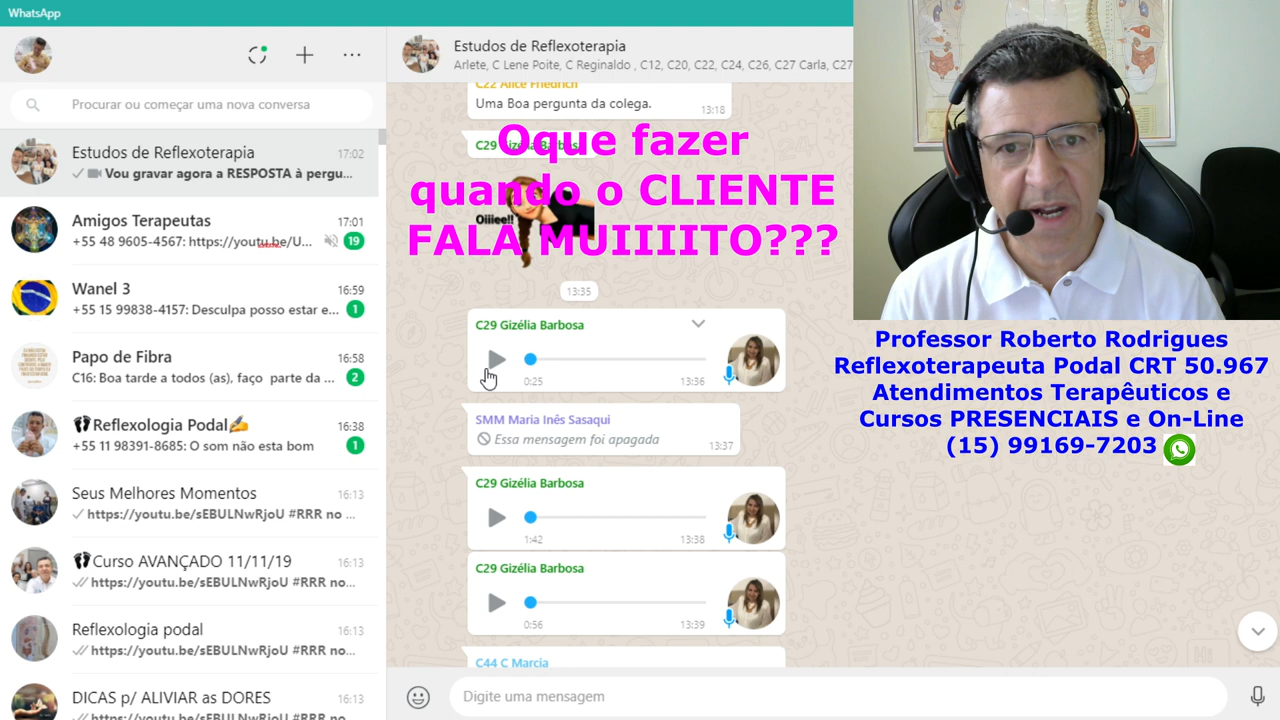 WhatsApp
Procurar ou começar uma nova conversa
Estudos de Reflexoterapia 17:02
Vou gravar agora a RESPOSTA à pergu...
Amigos Terapeutas 17:01
+55 48 9605-4567: https://youtu.be/U... 19
Wanel 3 16:59
+55 15 99838-4157: Desculpa posso estar e... 1
Papo de Fibra 16:58
C16: Boa tarde a todos (as), faço parte da ... 2
👣Reflexologia Podal✍ 16:38
+55 11 98391-8685: O som não esta bom 1
Seus Melhores Momentos 16:13
https://youtu.be/sEBULNwRjoU #RRR no ...
👣Curso AVANÇADO 11/11/19 16:13
https://youtu.be/sEBULNwRjoU #RRR no...
Reflexologia podal 16:13
https://youtu.be/sEBULNwRjoU #RRR no...
DICAS p/ ALIVIAR as DORES 16:13
https://youtu.be/sEBULNwRjoU #RRR no...
Estudos de Reflexoterapia
Arlete, C Lene Poite, C Reginaldo , C12, C20, C22, C24, C26, C27 Carla, C27
C22 Alice Friedrich
Uma Boa pergunta da colega.
13:18
C29 Gizélia Barbosa
Oque fazer
quando o CLIENTE
FALA MUIIIITO???
Oiiiee!!
13:35
C29 Gizélia Barbosa
0:25 13:36
SMM Maria Inês Sasaqui
Essa mensagem foi apagada
13:37
C29 Gizélia Barbosa
1:42 13:38
C29 Gizélia Barbosa
0:56 13:39
C44 C Marcia
Digite uma mensagem
Professor Roberto Rodrigues
Reflexoterapeuta Podal CRT 50.967
Atendimentos Terapêuticos e
Cursos PRESENCIAIS e On-Line
(15) 99169-7203